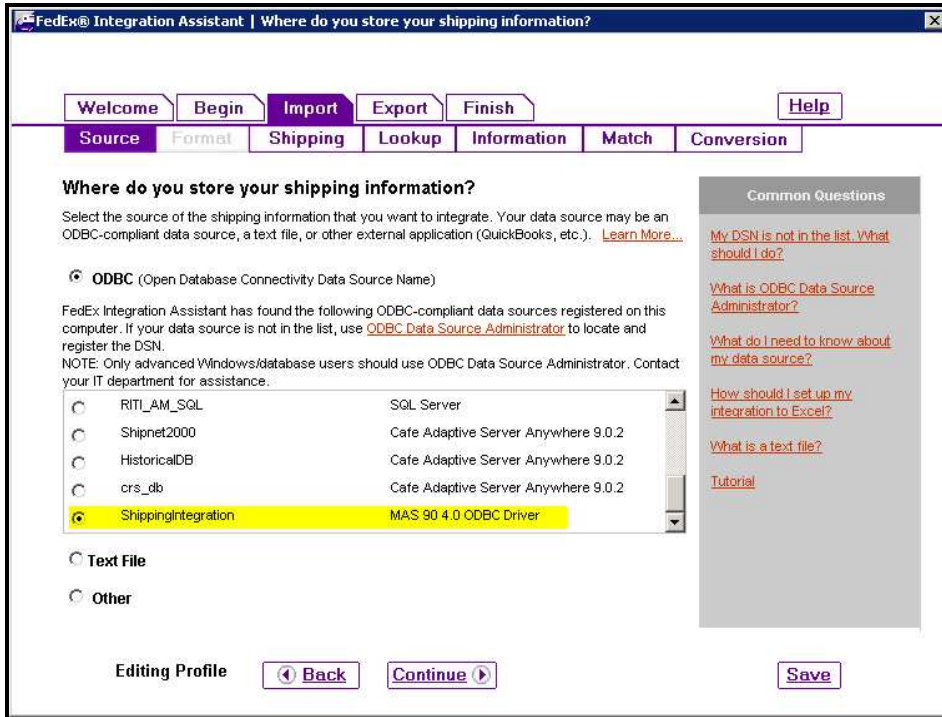 FedEx® Integration Assistant | Where do you store your shipping information?
Welcome Begin Import Export Finish Help
Source Format Shipping Lookup Information Match Conversion
Where do you store your shipping information?
Select the source of the shipping information that you want to integrate. Your data source may be an
ODBC-compliant data source, a text file, or other external application (QuickBooks, etc.). Learn More...
ODBC (Open Database Connectivity Data Source Name)
FedEx Integration Assistant has found the following ODBC-compliant data sources registered on this
computer. If your data source is not in the list, use ODBC Data Source Administrator to locate and
register the DSN.
NOTE: Only advanced Windows/database users should use ODBC Data Source Administrator. Contact
your IT department for assistance.
RITI_AM_SQL SQL Server
Shipnet2000 Cafe Adaptive Server Anywhere 9.0.2
HistoricalDB Cafe Adaptive Server Anywhere 9.0.2
crs_db Cafe Adaptive Server Anywhere 9.0.2
ShippingIntegration MAS 90 4.0 ODBC Driver
Text File
Other
Common Questions
My DSN is not in the list. What
should I do?
What is ODBC Data Source
Administrator?
What do I need to know about
my data source?
How should I set up my
integration to Excel?
What is a text file?
Tutorial
Editing Profile Back Continue Save